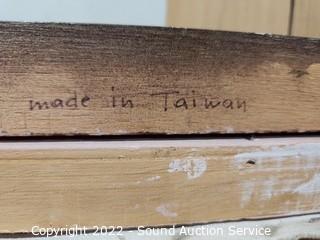 made in Taiwan
Copyright 2022 - Sound Auction Service